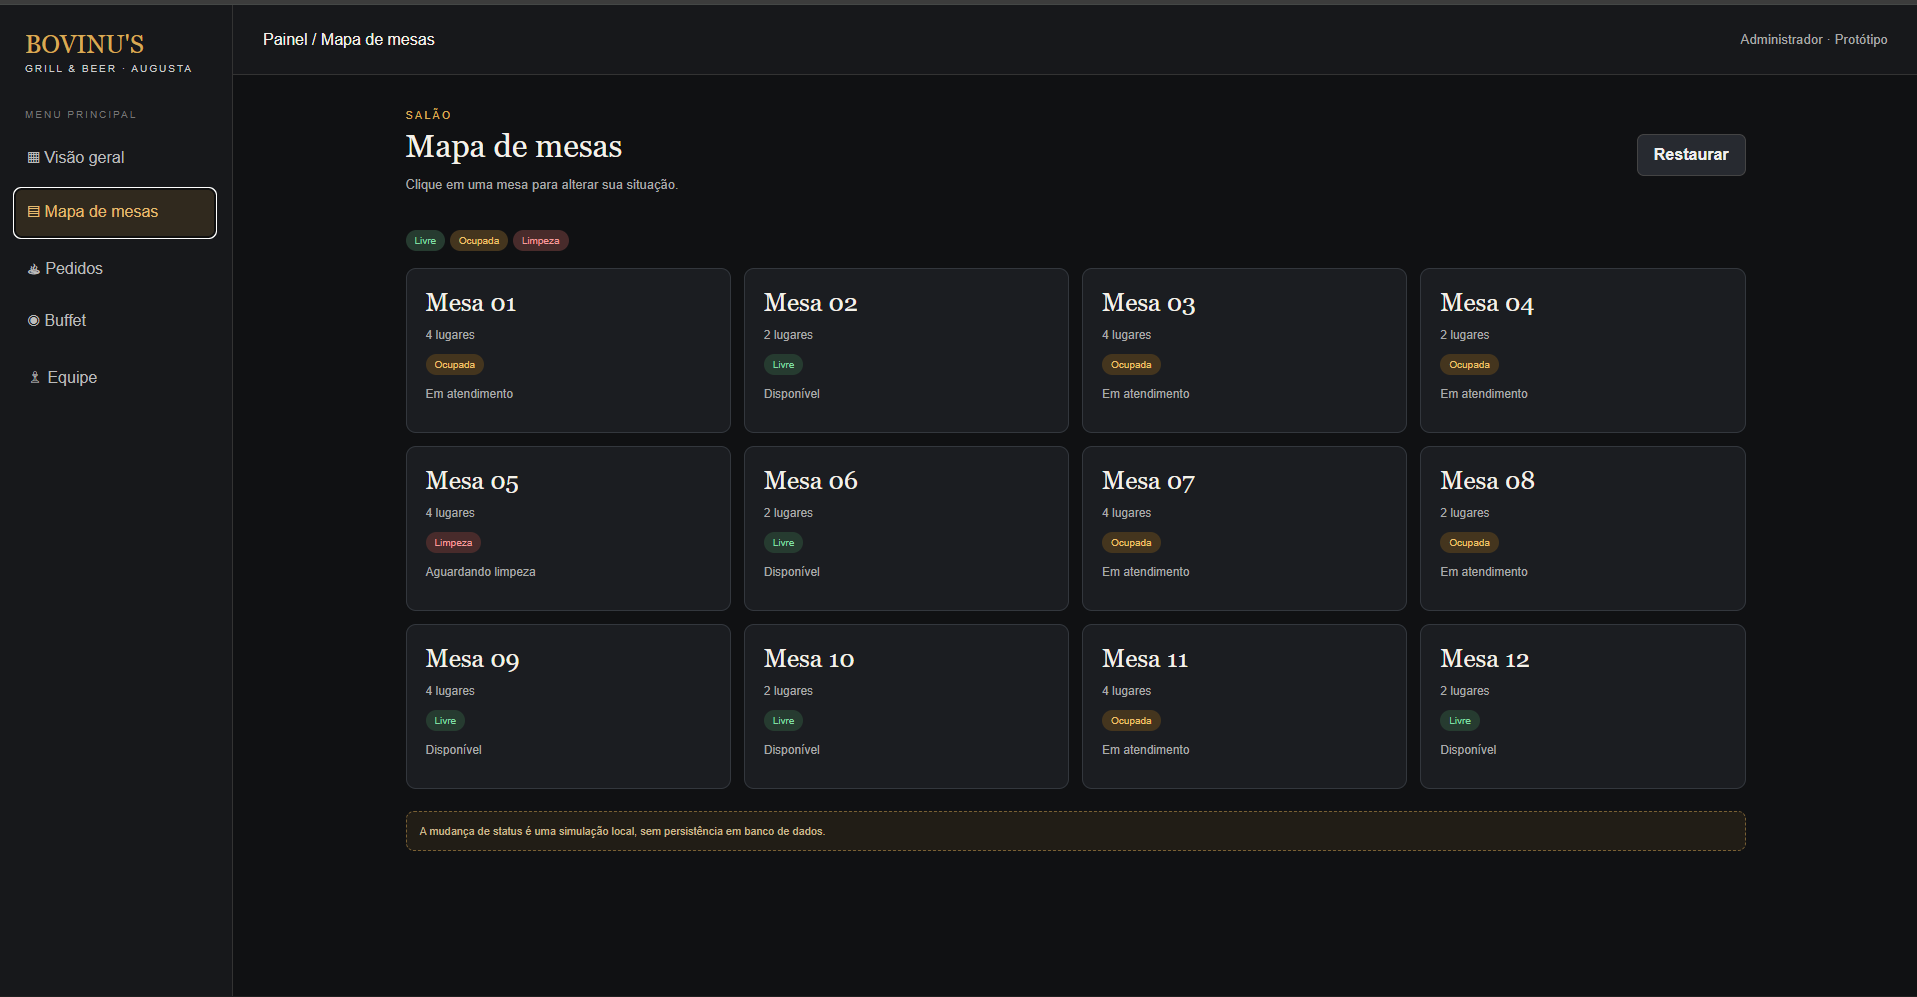 BOVINU'S
GRILL & BEER · AUGUSTA
MENU PRINCIPAL
Visão geral
Mapa de mesas
Pedidos
Buffet
Equipe
Painel / Mapa de mesas
Administrador · Protótipo
SALÃO
Mapa de mesas
Clique em uma mesa para alterar sua situação.
Restaurar
Livre Ocupada Limpeza
Mesa 01
4 lugares
Ocupada
Em atendimento
Mesa 02
2 lugares
Livre
Disponível
Mesa 03
4 lugares
Ocupada
Em atendimento
Mesa 04
2 lugares
Ocupada
Em atendimento
Mesa 05
4 lugares
Limpeza
Aguardando limpeza
Mesa 06
2 lugares
Livre
Disponível
Mesa 07
4 lugares
Ocupada
Em atendimento
Mesa 08
2 lugares
Ocupada
Em atendimento
Mesa 09
4 lugares
Livre
Disponível
Mesa 10
2 lugares
Livre
Disponível
Mesa 11
4 lugares
Ocupada
Em atendimento
Mesa 12
2 lugares
Livre
Disponível
A mudança de status é uma simulação local, sem persistência em banco de dados.